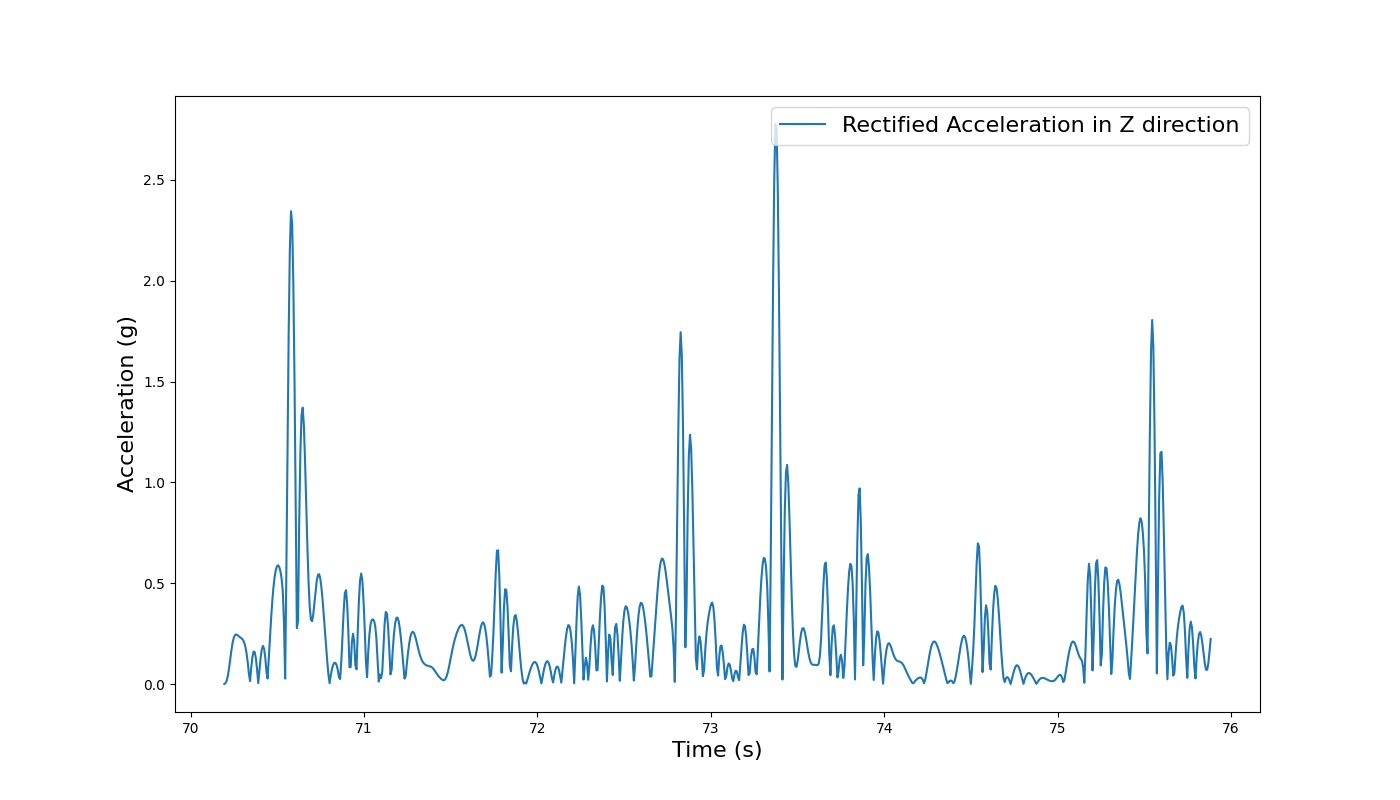 Rectified Acceleration in Z direction
Acceleration (g)
2.5
2.0
1.5
1.0
0.5
0.0
70 71 72 73 74 75 76
Time (s)